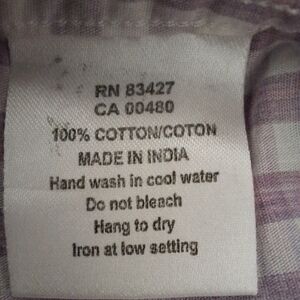 RN 83427
CA 00480
100% COTTON/COTON
MADE IN INDIA
Hand wash in cool water
Do not bleach
Hang to dry
Iron at low setting